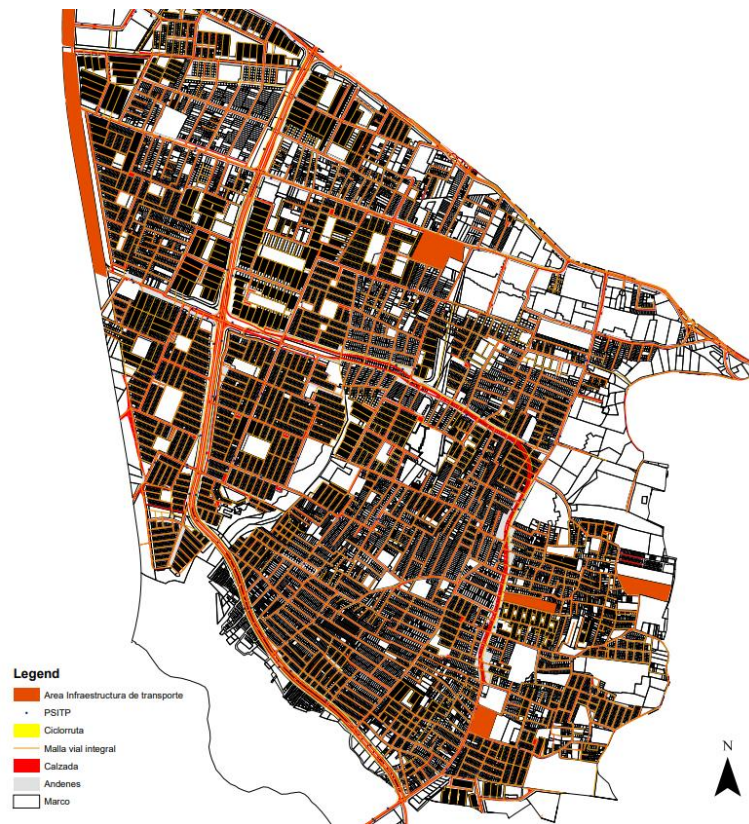 Legend
Area Infraestructura de transporte
PSITP
Ciclorruta
Malla vial integral
Calzada
Andenes
Marco
N